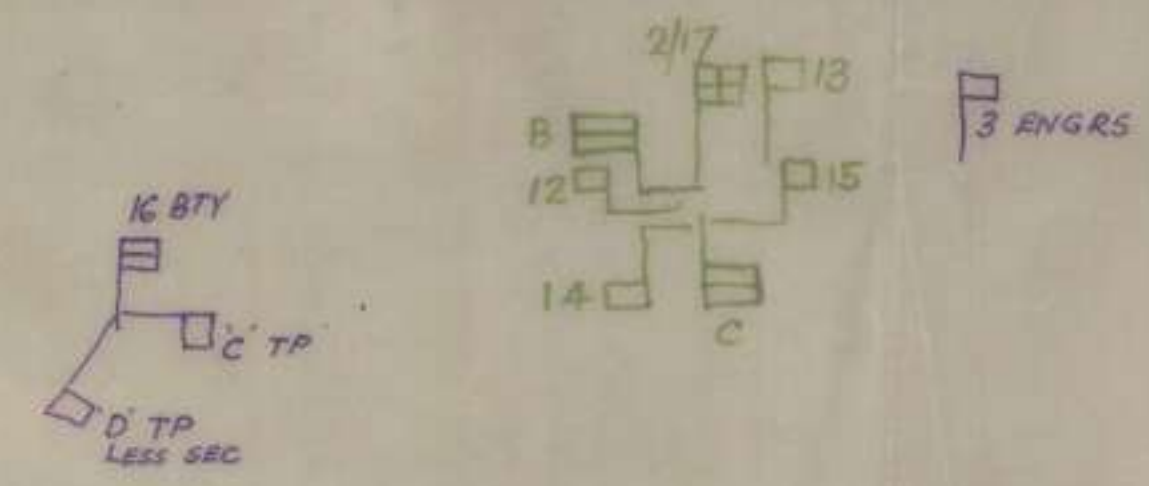 2/17
13
B
3 ENGRS
12
15
16 BTY
14
C
'C' TP
'D' TP
LESS SEC